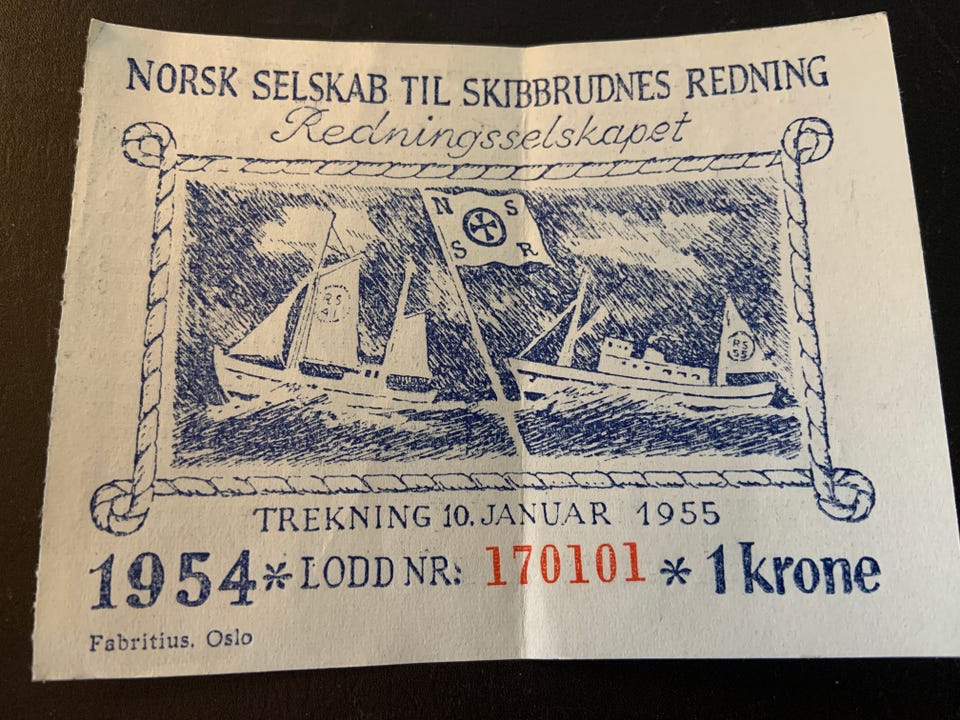 NORSK SELSKAB TIL SKIBBRUDNES REDNING
Redningsselskapet
N S
S R
RS
41
RS
55
TREKNING 10. JANUAR 1955
1954 * LODD NR: 170101 * 1 krone
Fabritius, Oslo